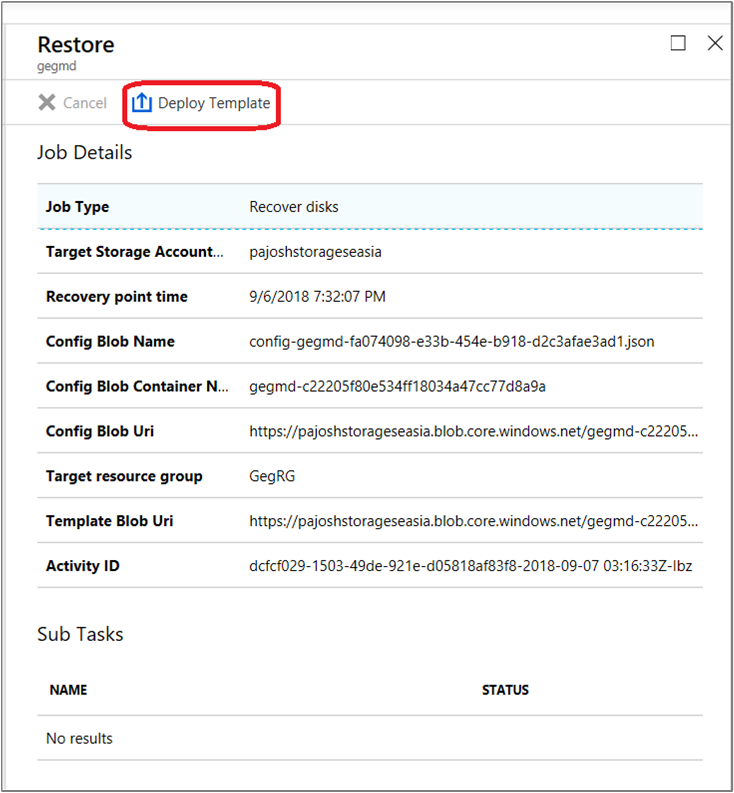 Restore
gegmd
Cancel Deploy Template
Job Details
Job Type Recover disks
Target Storage Account... pajoshstorageseasia
Recovery point time 9/6/2018 7:32:07 PM
Config Blob Name config-gegmd-fa074098-e33b-454e-b918-d2c3afae3ad1.json
Config Blob Container N... gegmd-c22205f80e534ff18034a47cc77d8a9a
Config Blob Uri https://pajoshstorageseasia.blob.core.windows.net/gegmd-c22205...
Target resource group GegRG
Template Blob Uri https://pajoshstorageseasia.blob.core.windows.net/gegmd-c22205...
Activity ID dcfcf029-1503-49de-921e-d05818af83f8-2018-09-07 03:16:33Z-Ibz
Sub Tasks
NAME STATUS
No results